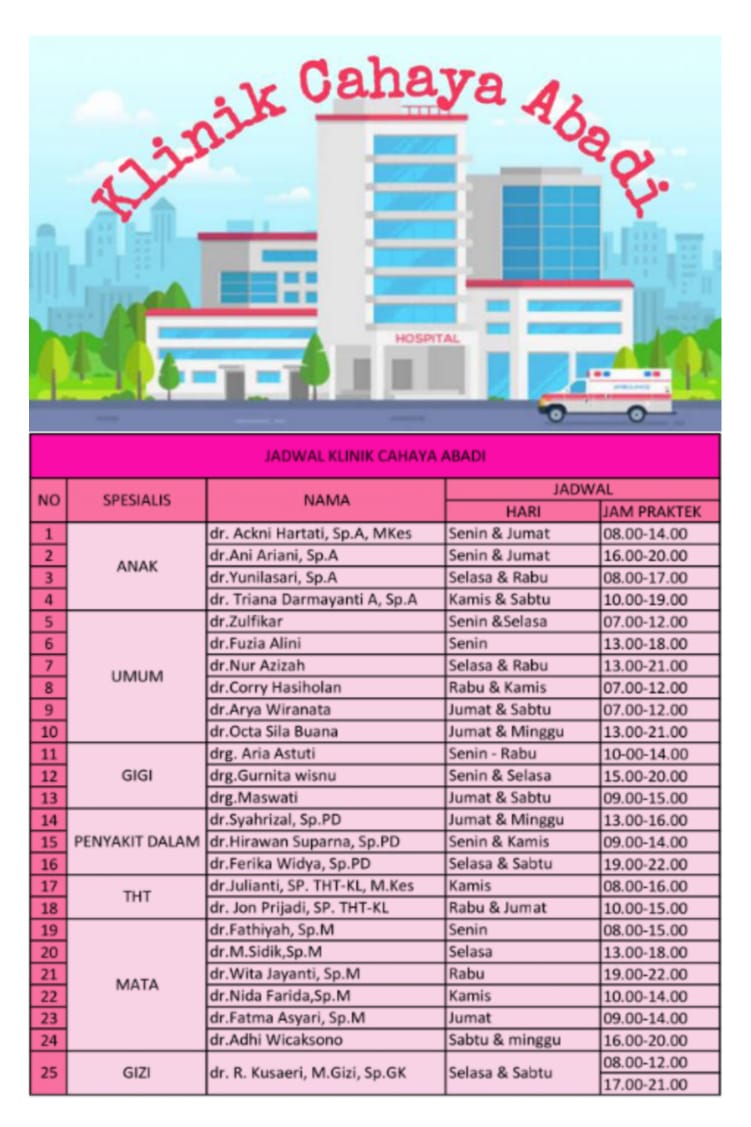 Klinik Cahaya Abadi
HOSPITAL
AMBULANCE
JADWAL KLINIK CAHAYA ABADI
NO SPESIALIS NAMA JADWAL
HARI JAM PRAKTEK
1 ANAK dr. Ackni Hartati, Sp.A, MKes Senin & Jumat 08.00-14.00
2 dr.Ani Ariani, Sp.A Senin & Jumat 16.00-20.00
3 dr.Yunilasari, Sp.A Selasa & Rabu 08.00-17.00
4 dr. Triana Darmayanti A, Sp.A Kamis & Sabtu 10.00-19.00
5 UMUM dr.Zulfikar Senin &Selasa 07.00-12.00
6 dr.Fuzia Alini Senin 13.00-18.00
7 dr.Nur Azizah Selasa & Rabu 13.00-21.00
8 dr.Corry Hasiholan Rabu & Kamis 07.00-12.00
9 dr.Arya Wiranata Jumat & Sabtu 07.00-12.00
10 dr.Octa Sila Buana Jumat & Minggu 13.00-21.00
11 GIGI drg. Aria Astuti Senin - Rabu 10-00-14.00
12 drg.Gurnita wisnu Senin & Selasa 15.00-20.00
13 drg.Maswati Jumat & Sabtu 09.00-15.00
14 PENYAKIT DALAM dr.Syahrizal, Sp.PD Jumat & Minggu 13.00-16.00
15 dr.Hirawan Suparna, Sp.PD Senin & Kamis 09.00-14.00
16 dr.Ferika Widya, Sp.PD Selasa & Sabtu 19.00-22.00
17 THT dr.Julianti, SP. THT-KL, M.Kes Kamis 08.00-16.00
18 dr. Jon Prijadi, SP. THT-KL Rabu & Jumat 10.00-15.00
19 MATA dr.Fathiyah, Sp.M Senin 08.00-15.00
20 dr.M.Sidik,Sp.M Selasa 13.00-18.00
21 dr.Wita Jayanti, Sp.M Rabu 19.00-22.00
22 dr.Nida Farida,Sp.M Kamis 10.00-14.00
23 dr.Fatma Asyari, Sp.M Jumat 09.00-14.00
24 dr.Adhi Wicaksono Sabtu & minggu 16.00-20.00
25 GIZI dr. R. Kusaeri, M.Gizi, Sp.GK Selasa & Sabtu 08.00-12.00
17.00-21.00